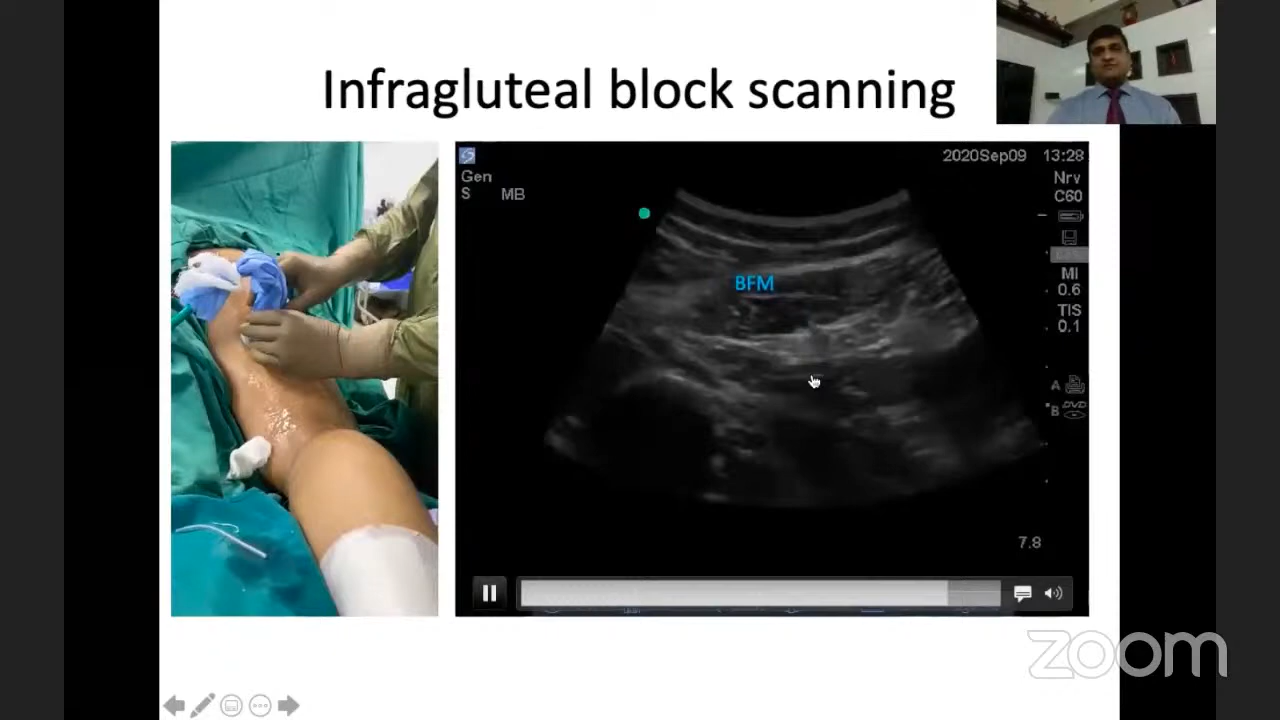 Infragluteal block scanning
2020Sep09 13:28
Gen
S MB
Nrv
C60
BFM
MI
0.6
TIS
0.1
A
B DVD
7.8
zoom